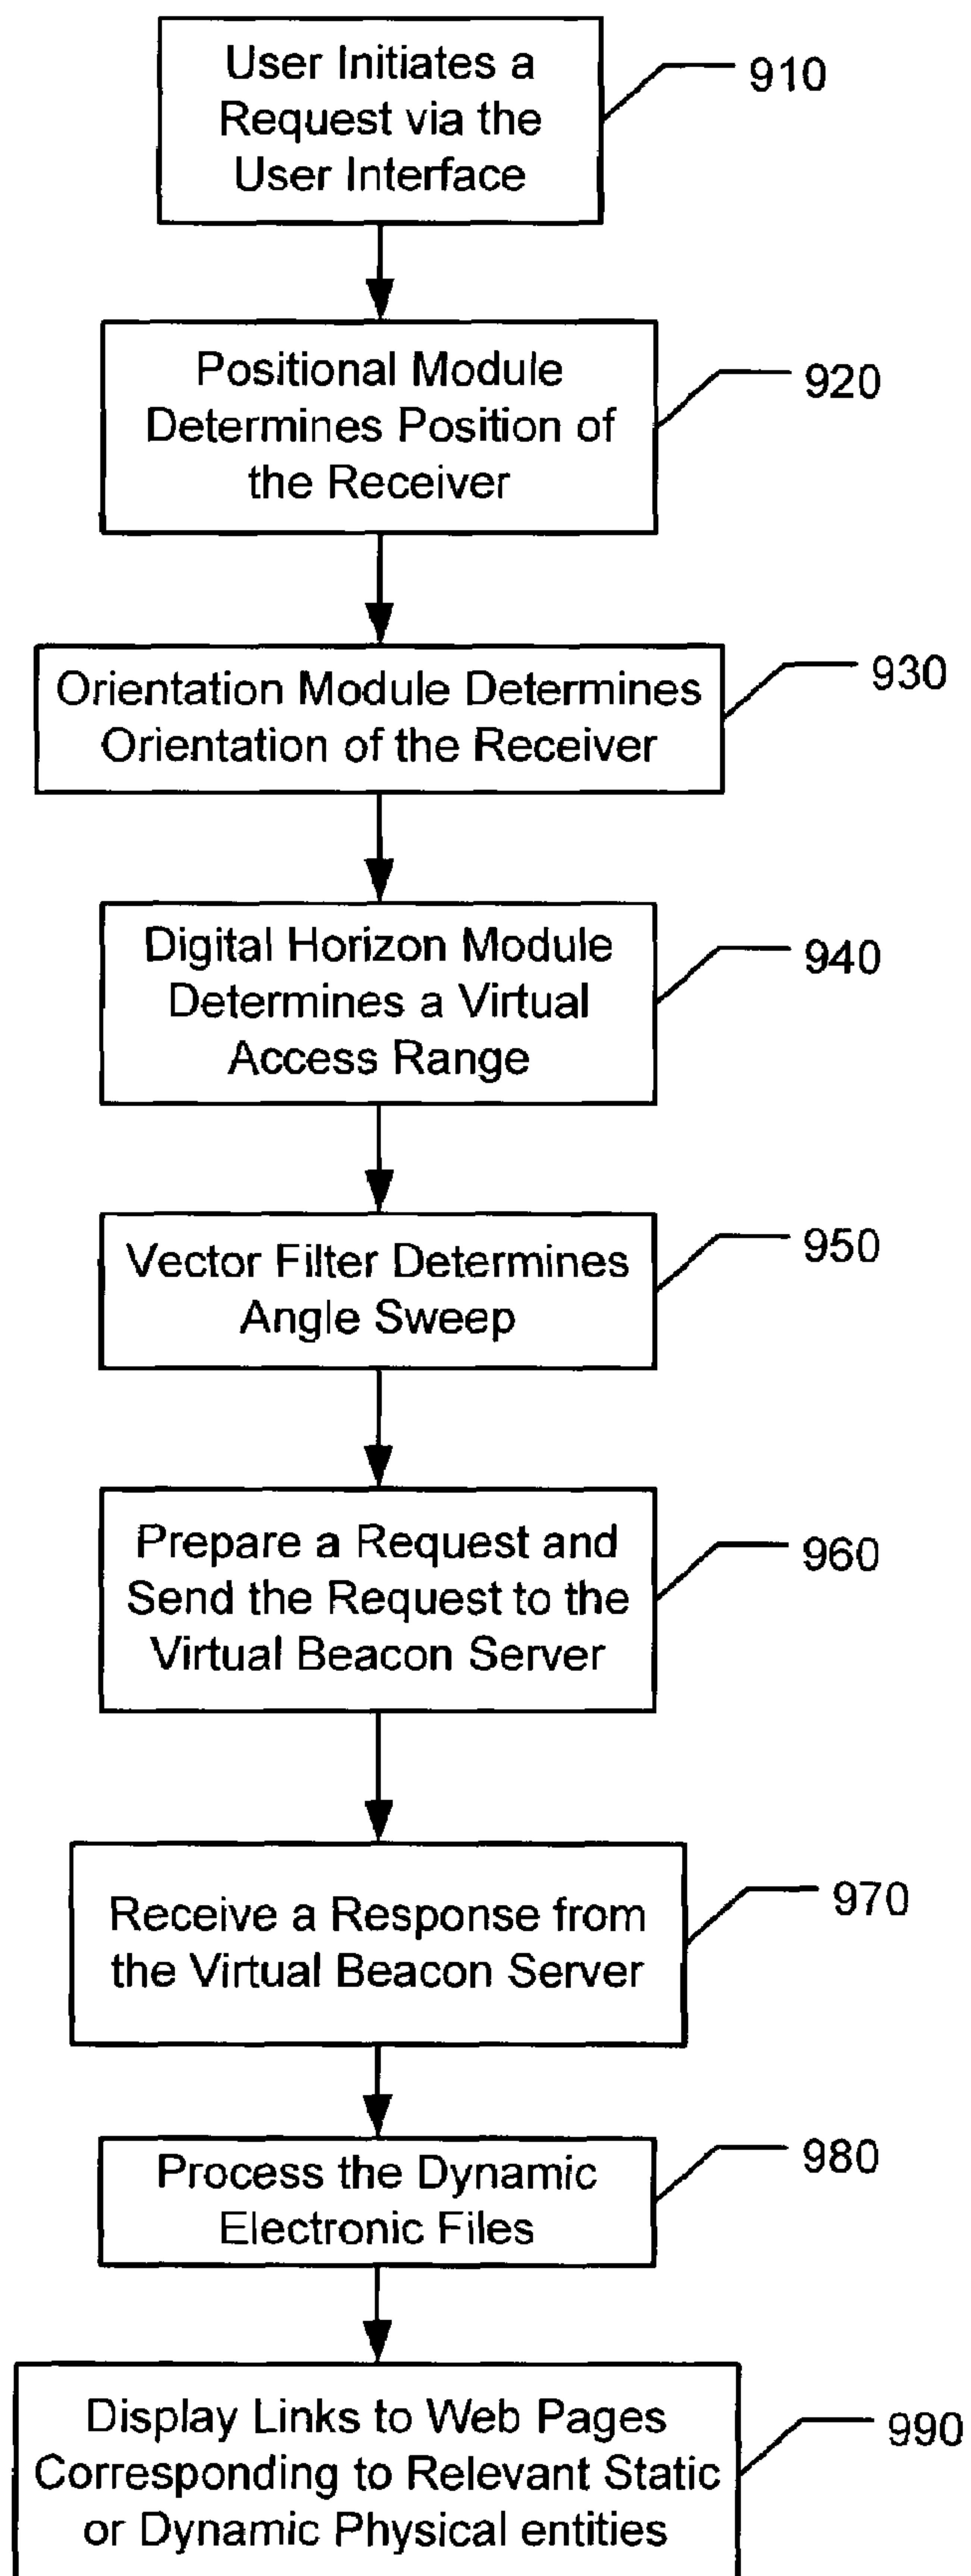 User Initiates a
Request via the
User Interface
910
Positional Module
Determines Position of
the Receiver
920
Orientation Module Determines
Orientation of the Receiver
930
Digital Horizon Module
Determines a Virtual
Access Range
940
Vector Filter Determines
Angle Sweep
950
Prepare a Request and
Send the Request to the
Virtual Beacon Server
960
Receive a Response from
the Virtual Beacon Server
970
Process the Dynamic
Electronic Files
980
Display Links to Web Pages
Corresponding to Relevant Static
or Dynamic Physical entities
990